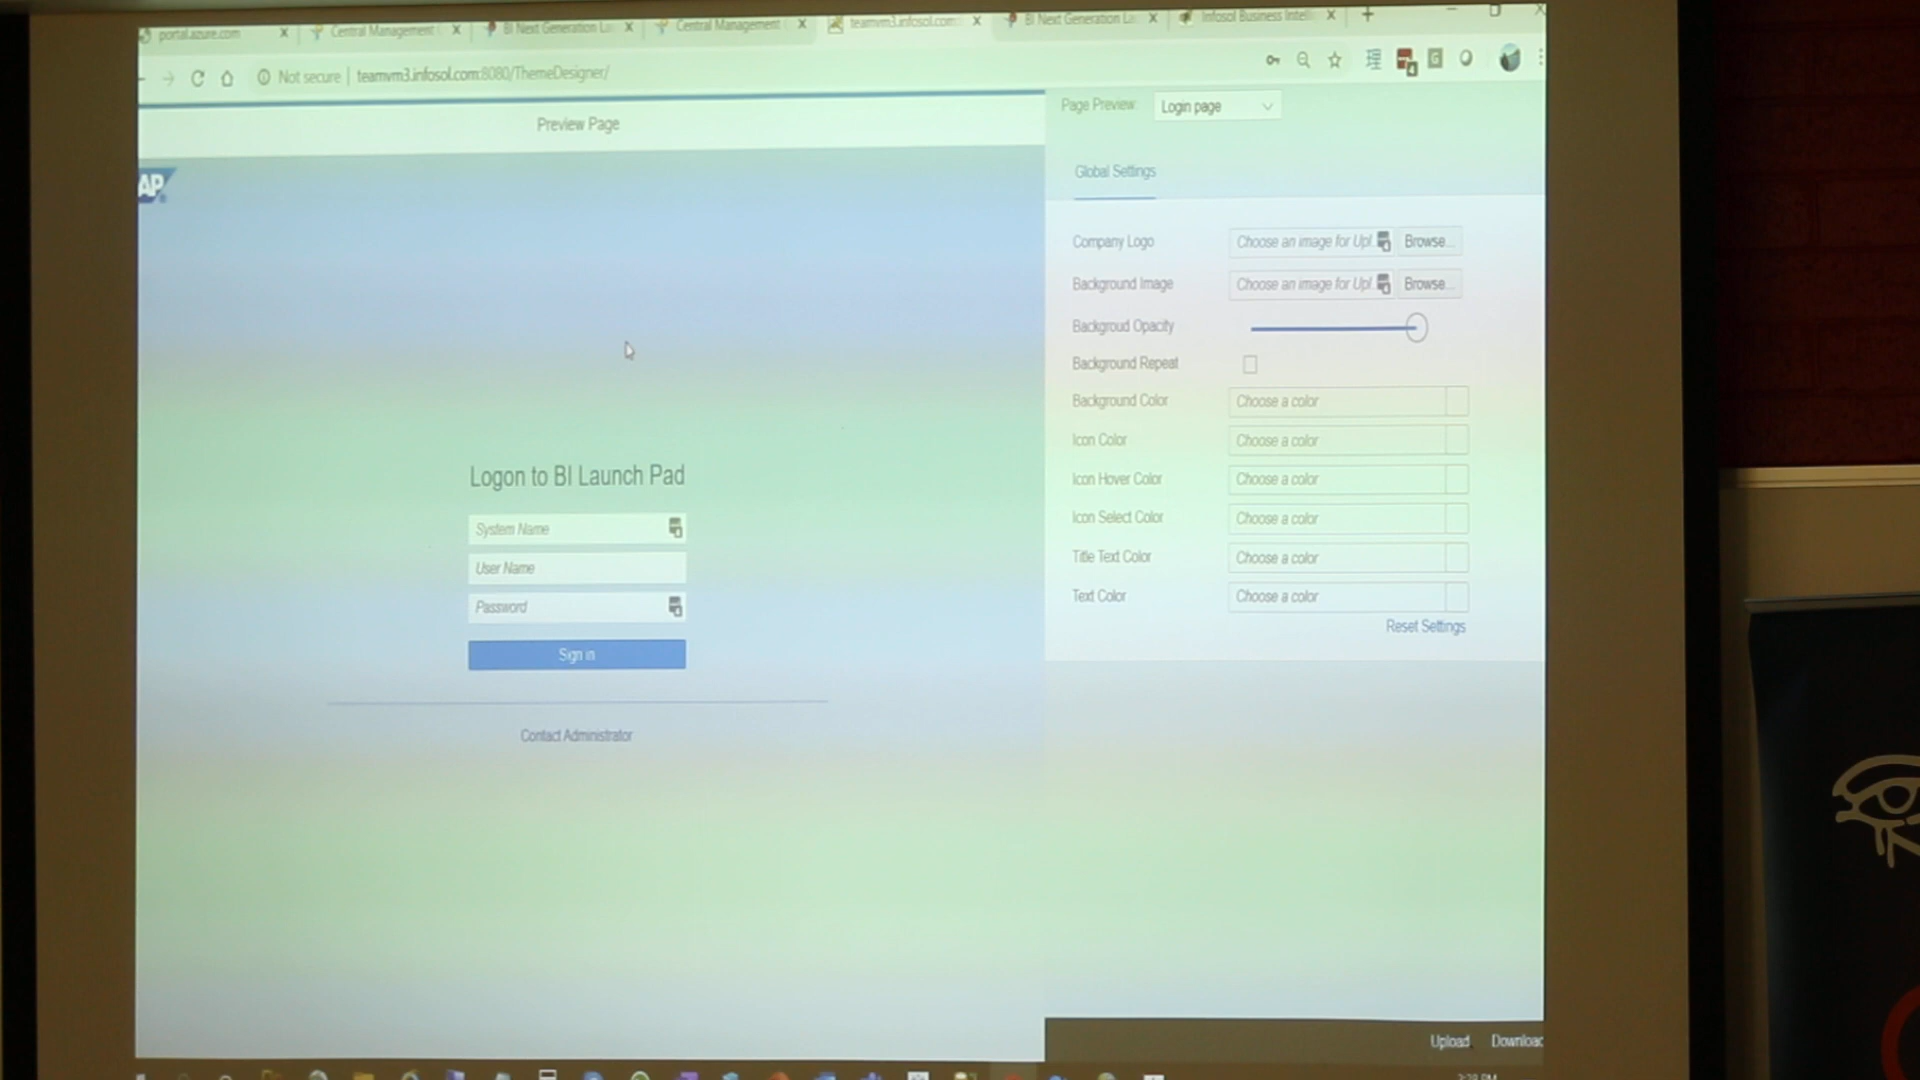 portal.azure.com Central Management BI Next Generation La Central Management teamvm3.infosol.com BI Next Generation La Infosol Business Intelli
Not secure | teamvm3.infosol.com:8080/ThemeDesigner/
Preview Page
Page Preview: Login page
AP
Global Settings
Company Logo Choose an image for Upl Browse...
Background Image Choose an image for Upl Browse...
Backgroud Opacity
Background Repeat
Background Color Choose a color
Icon Color Choose a color
Icon Hover Color Choose a color
Icon Select Color Choose a color
Title Text Color Choose a color
Text Color Choose a color
Reset Settings
Logon to BI Launch Pad
System Name
User Name
Password
Sign in
Contact Administrator
Upload Download